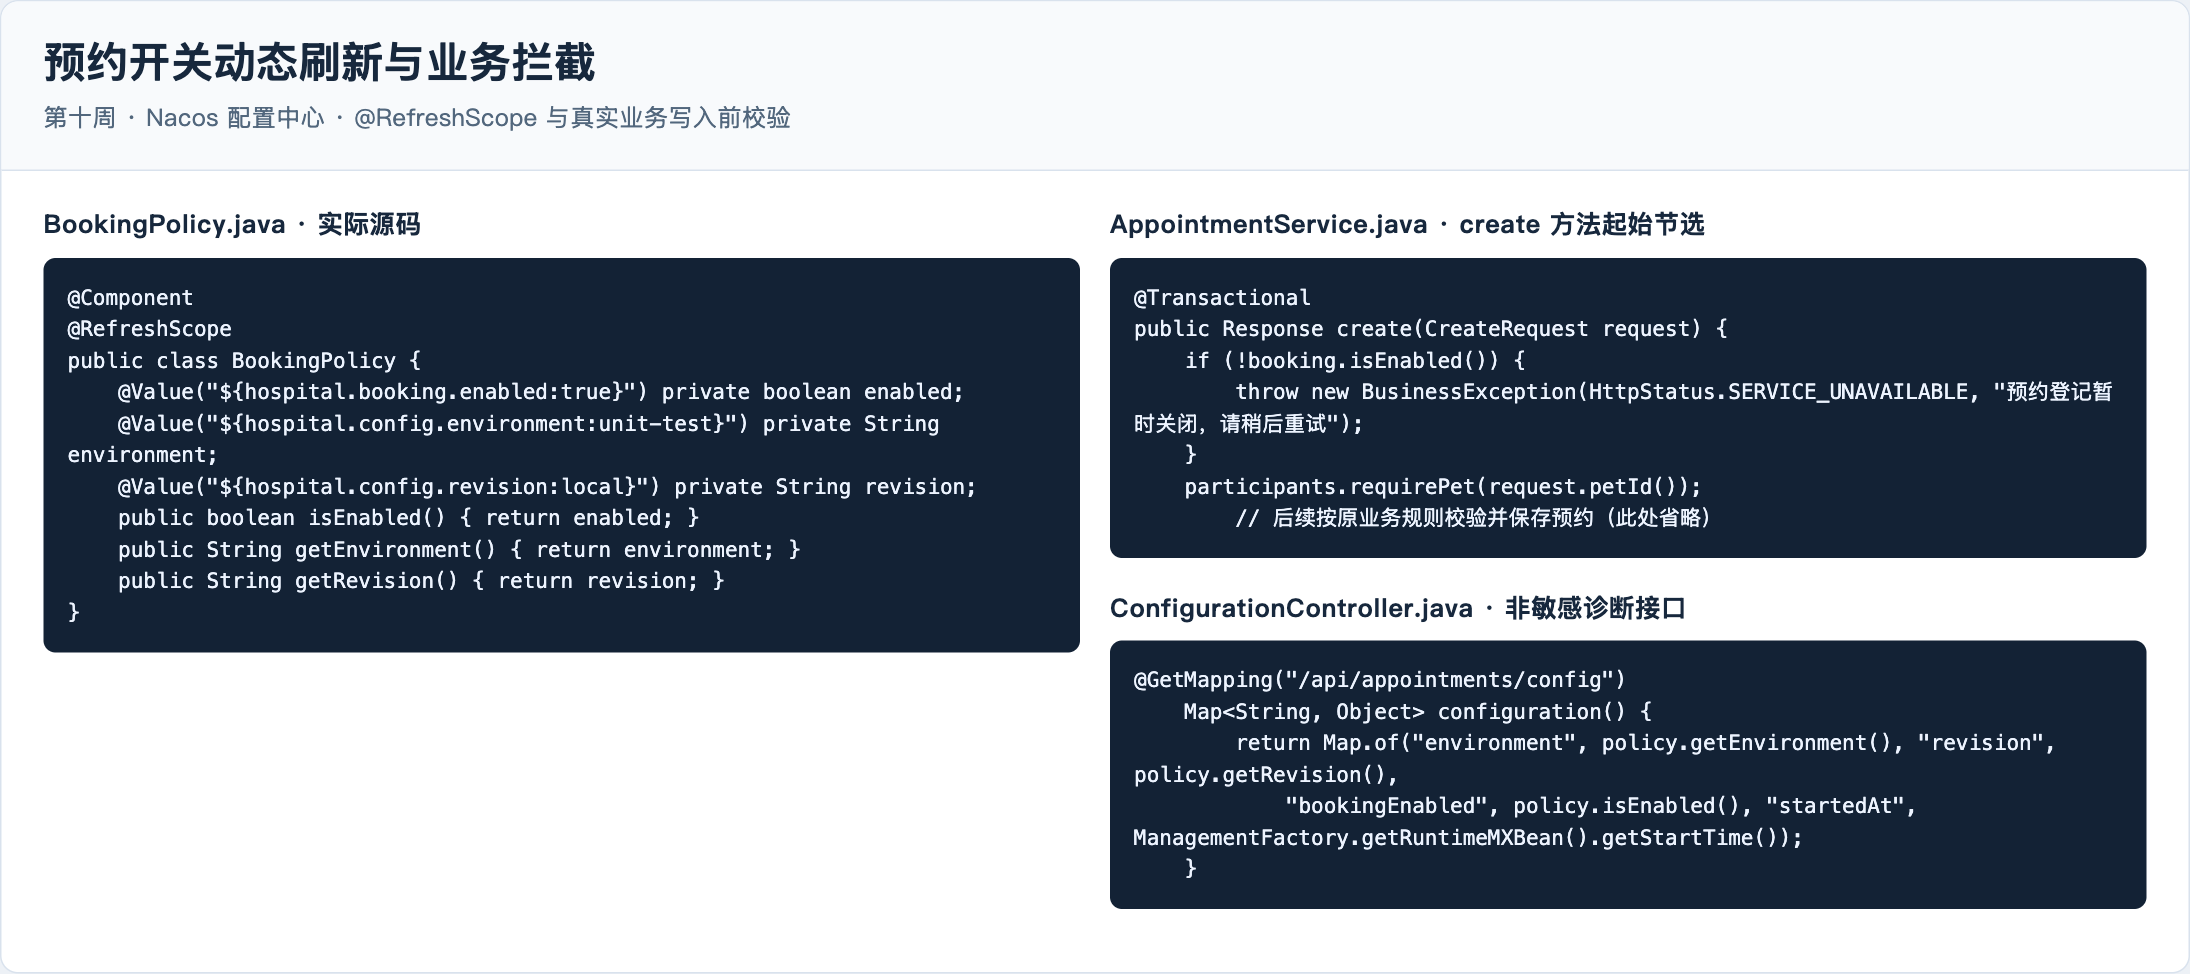 预约开关动态刷新与业务拦截
第十周 · Nacos 配置中心 · @RefreshScope 与真实业务写入前校验
BookingPolicy.java · 实际源码
@Component
@RefreshScope
public class BookingPolicy {
    @Value("${hospital.booking.enabled:true}") private boolean enabled;
    @Value("${hospital.config.environment:unit-test}") private String
environment;
    @Value("${hospital.config.revision:local}") private String revision;
    public boolean isEnabled() { return enabled; }
    public String getEnvironment() { return environment; }
    public String getRevision() { return revision; }
}
AppointmentService.java · create 方法起始节选
@Transactional
public Response create(CreateRequest request) {
    if (!booking.isEnabled()) {
        throw new BusinessException(HttpStatus.SERVICE_UNAVAILABLE, "预约登记暂
时关闭，请稍后重试");
    }
    participants.requirePet(request.petId());
        // 后续按原业务规则校验并保存预约（此处省略）
ConfigurationController.java · 非敏感诊断接口
@GetMapping("/api/appointments/config")
    Map<String, Object> configuration() {
        return Map.of("environment", policy.getEnvironment(), "revision",
policy.getRevision(),
            "bookingEnabled", policy.isEnabled(), "startedAt",
ManagementFactory.getRuntimeMXBean().getStartTime());
    }